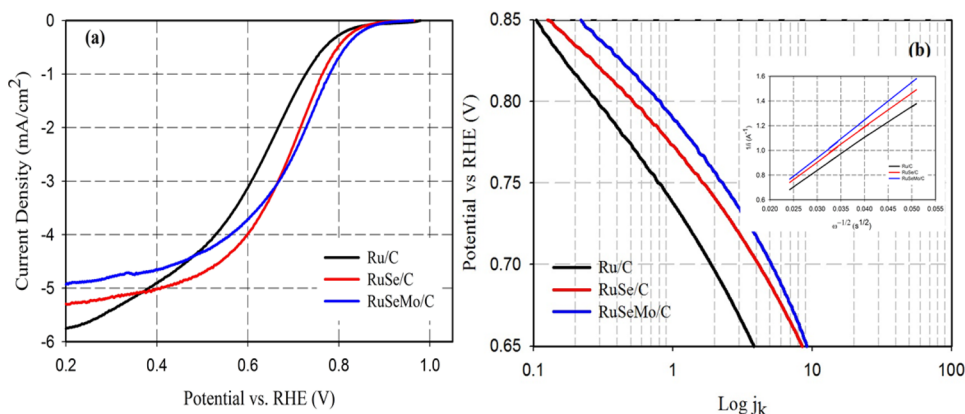 (a)
Current Density (mA/cm²)
0
-1
-2
-3
-4
-5
-6
0.2
0.4
0.6
0.8
1.0
Potential vs. RHE (V)
Ru/C
RuSe/C
RuSeMo/C
(b)
Potential vs RHE (V)
0.85
0.80
0.75
0.70
0.65
0.1
1
10
100
Log jk
Ru/C
RuSe/C
RuSeMo/C
1/i (A⁻¹)
1.6
1.4
1.2
1.0
0.8
0.6
0.020
0.025
0.030
0.035
0.040
0.045
0.050
0.055
ω⁻¹/² (s¹/²)
Ru/C
RuSe/C
RuSeMo/C